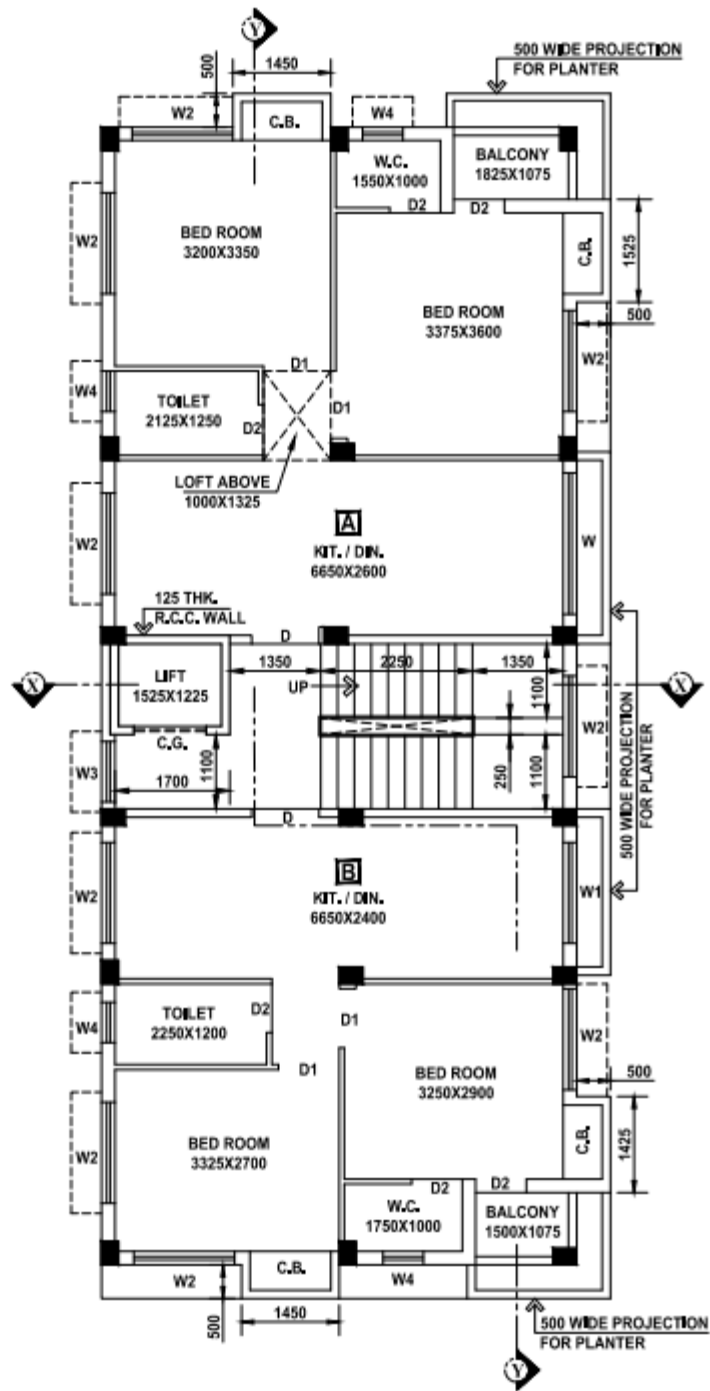 Y
500 WIDE PROJECTION
FOR PLANTER
1450
500
W2
C.B.
W4
W.C.
1550X1000
BALCONY
1825X1075
D2
D2
W2
BED ROOM
3200X3350
C.B.
1525
BED ROOM
3375X3600
500
W2
D1
W4
TOILET
2125X1250
D2
D1
LOFT ABOVE
1000X1325
A
W2
KIT. / DIN.
6650X2600
W
125 THK.
R.C.C. WALL
D
LIFT
1525X1225
1350
2250
1350
UP
1100
X
X
W2
C.G.
W3
1100
1700
250
1100
500 WIDE PROJECTION
FOR PLANTER
D
B
W2
KIT. / DIN.
6650X2400
W1
W4
TOILET
2250X1200
D2
D1
W2
D1
BED ROOM
3250X2900
500
W2
BED ROOM
3325X2700
C.B.
1425
D2
D2
W.C.
1750X1000
BALCONY
1500X1075
W2
C.B.
W4
500
1450
500 WIDE PROJECTION
FOR PLANTER
Y